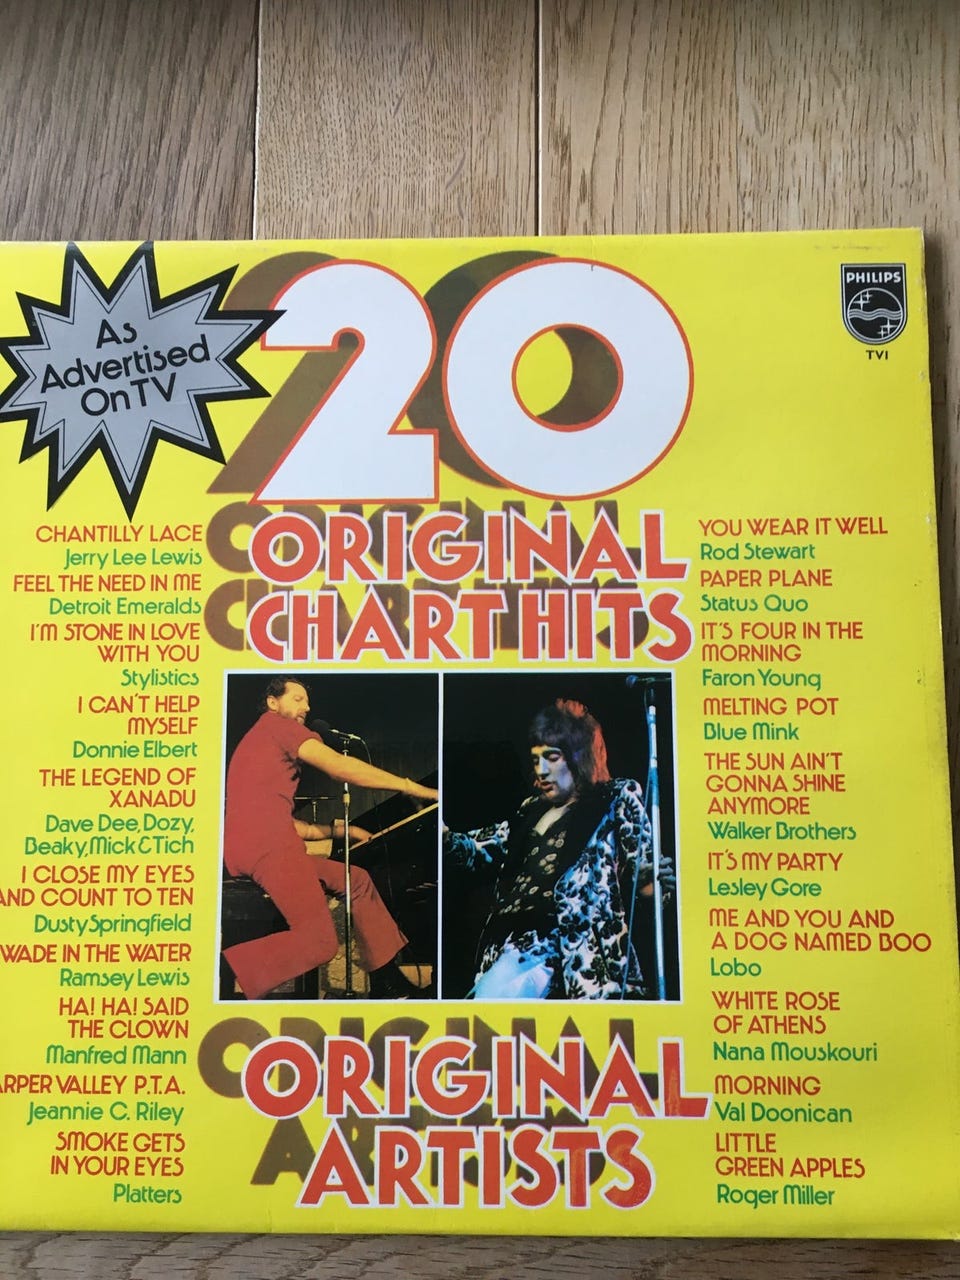 As
Advertised
On TV
20
PHILIPS
TVI
ORIGINAL
CHART HITS
CHANTILLY LACE
Jerry Lee Lewis
FEEL THE NEED IN ME
Detroit Emeralds
I'M STONE IN LOVE
WITH YOU
Stylistics
I CAN'T HELP
MYSELF
Donnie Elbert
THE LEGEND OF
XANADU
Dave Dee, Dozy,
Beaky, Mick & Tich
I CLOSE MY EYES
AND COUNT TO TEN
Dusty Springfield
WADE IN THE WATER
Ramsey Lewis
HA! HA! SAID
THE CLOWN
Manfred Mann
ARPER VALLEY P.T.A.
Jeannie C. Riley
SMOKE GETS
IN YOUR EYES
Platters
YOU WEAR IT WELL
Rod Stewart
PAPER PLANE
Status Quo
IT'S FOUR IN THE
MORNING
Faron Young
MELTING POT
Blue Mink
THE SUN AIN'T
GONNA SHINE
ANYMORE
Walker Brothers
IT'S MY PARTY
Lesley Gore
ME AND YOU AND
A DOG NAMED BOO
Lobo
WHITE ROSE
OF ATHENS
Nana Mouskouri
MORNING
Val Doonican
LITTLE
GREEN APPLES
Roger Miller
ORIGINAL
ARTISTS